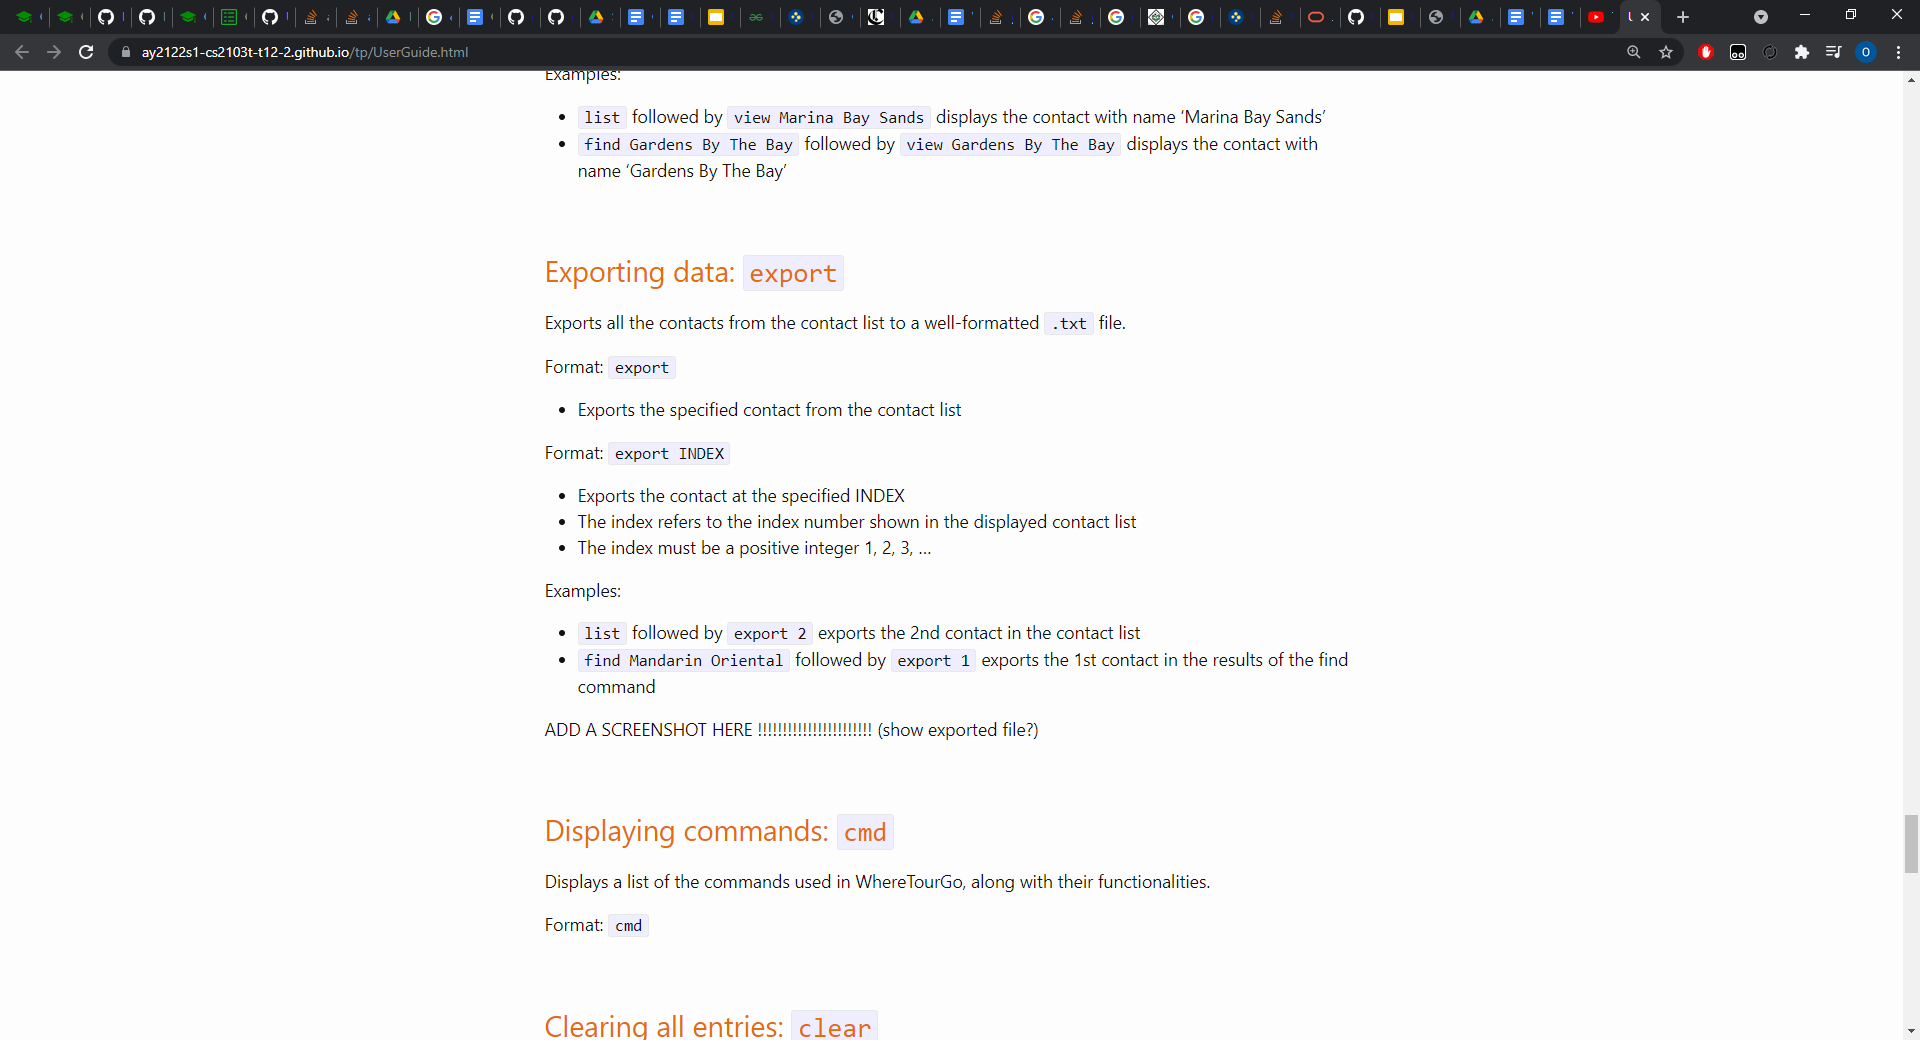 ay2122s1-cs2103t-t12-2.github.io/tp/UserGuide.html
Examples:
• list followed by view Marina Bay Sands displays the contact with name ‘Marina Bay Sands’
• find Gardens By The Bay followed by view Gardens By The Bay displays the contact with
name ‘Gardens By The Bay’
Exporting data: export
Exports all the contacts from the contact list to a well-formatted .txt file.
Format: export
• Exports the specified contact from the contact list
Format: export INDEX
• Exports the contact at the specified INDEX
• The index refers to the index number shown in the displayed contact list
• The index must be a positive integer 1, 2, 3, …
Examples:
• list followed by export 2 exports the 2nd contact in the contact list
• find Mandarin Oriental followed by export 1 exports the 1st contact in the results of the find
command
ADD A SCREENSHOT HERE !!!!!!!!!!!!!!!!!!!!!!! (show exported file?)
Displaying commands: cmd
Displays a list of the commands used in WhereTourGo, along with their functionalities.
Format: cmd
Clearing all entries: clear